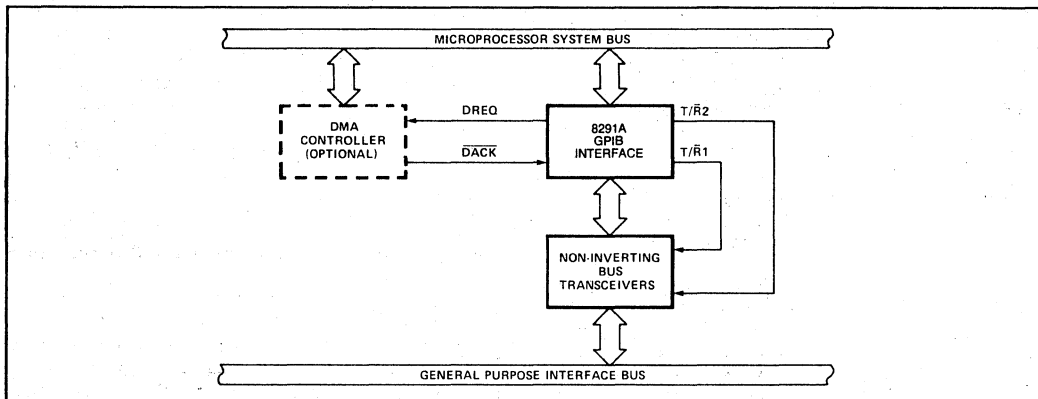 MICROPROCESSOR SYSTEM BUS
DREQ
T/R̅2
DMA
CONTROLLER
(OPTIONAL)
8291A
GPIB
INTERFACE
D̅A̅C̅K̅
T/R̅1
NON-INVERTING
BUS
TRANSCEIVERS
GENERAL PURPOSE INTERFACE BUS